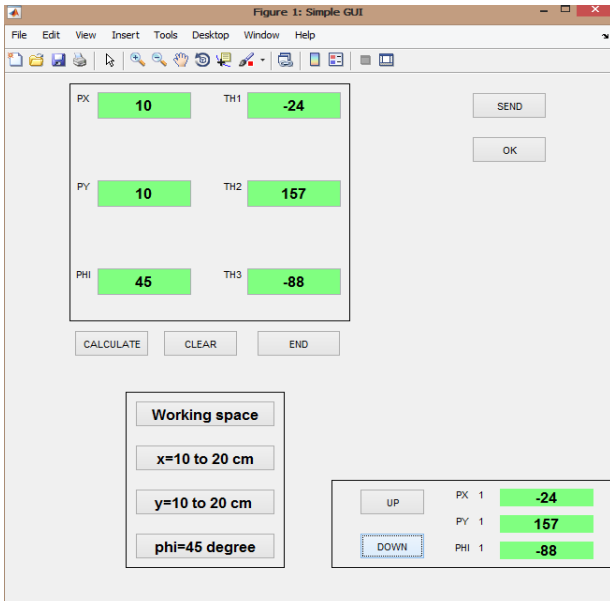 Figure 1: Simple GUI
File Edit View Insert Tools Desktop Window Help
PX 10 TH1 -24
SEND
OK
PY 10 TH2 157
PHI 45 TH3 -88
CALCULATE CLEAR END
Working space
x=10 to 20 cm
y=10 to 20 cm
phi=45 degree
UP PX 1 -24
PY 1 157
DOWN PHI 1 -88